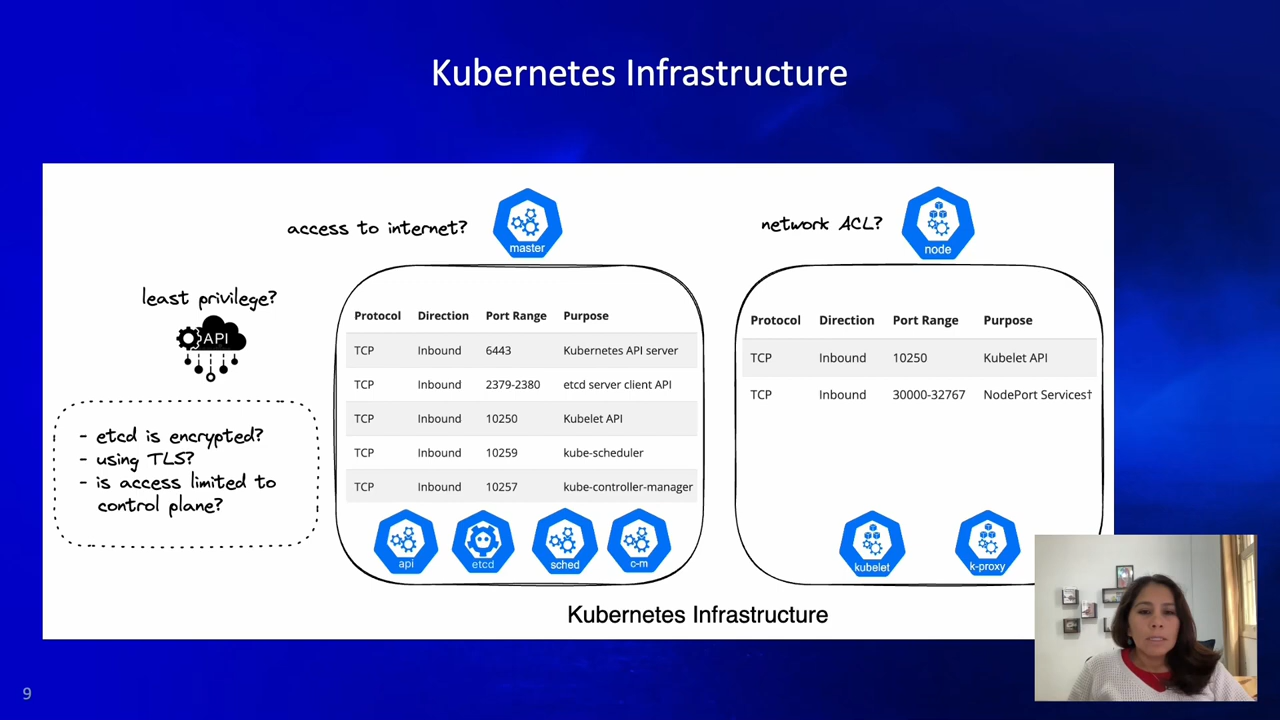 Kubernetes Infrastructure
access to internet?
master
network ACL?
node
least privilege?
API
- etcd is encrypted?
- using TLS?
- is access limited to
control plane?
Protocol Direction Port Range Purpose
TCP Inbound 6443 Kubernetes API server
TCP Inbound 2379-2380 etcd server client API
TCP Inbound 10250 Kubelet API
TCP Inbound 10259 kube-scheduler
TCP Inbound 10257 kube-controller-manager
api etcd sched c-m
Protocol Direction Port Range Purpose
TCP Inbound 10250 Kubelet API
TCP Inbound 30000-32767 NodePort Services†
kubelet k-proxy
Kubernetes Infrastructure
9